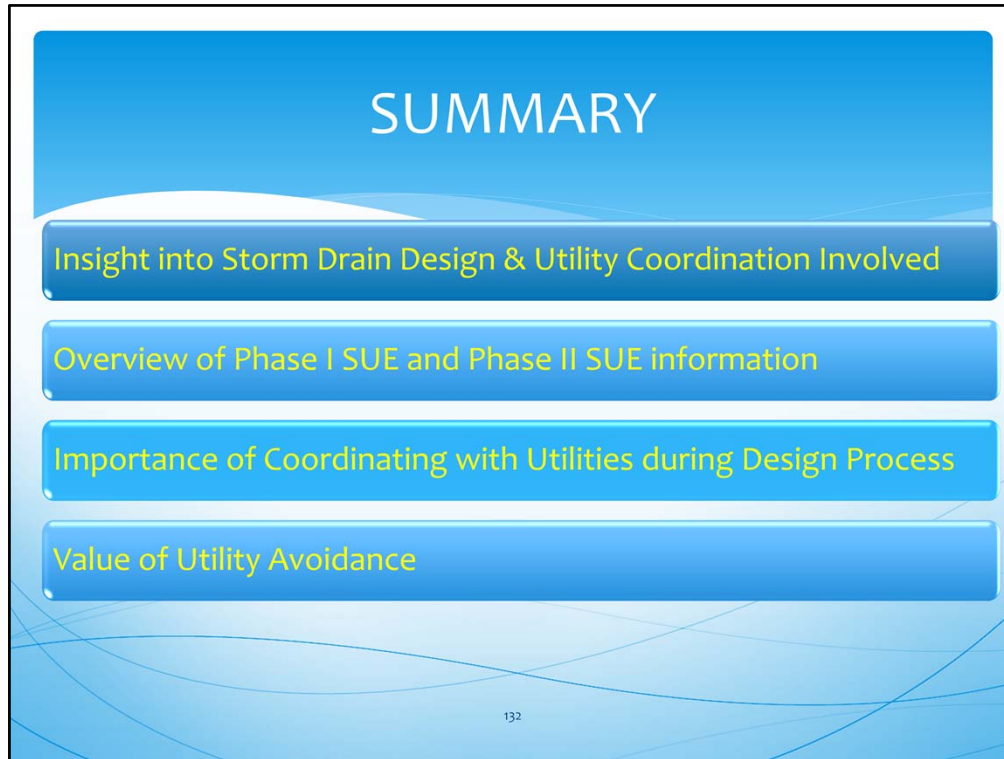 SUMMARY
Insight into Storm Drain Design & Utility Coordination Involved
Overview of Phase I SUE and Phase II SUE information
Importance of Coordinating with Utilities during Design Process
Value of Utility Avoidance
132